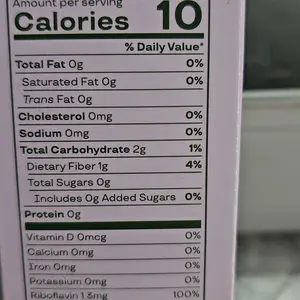 Amount per serving
Calories 10
% Daily Value*
Total Fat 0g 0%
Saturated Fat 0g 0%
Trans Fat 0g
Cholesterol 0mg 0%
Sodium 0mg 0%
Total Carbohydrate 2g 1%
Dietary Fiber 1g 4%
Total Sugars 0g
Includes 0g Added Sugars 0%
Protein 0g
Vitamin D 0mcg 0%
Calcium 0mg 0%
Iron 0mg 0%
Potassium 0mg 0%
Riboflavin 1.3mg 100%